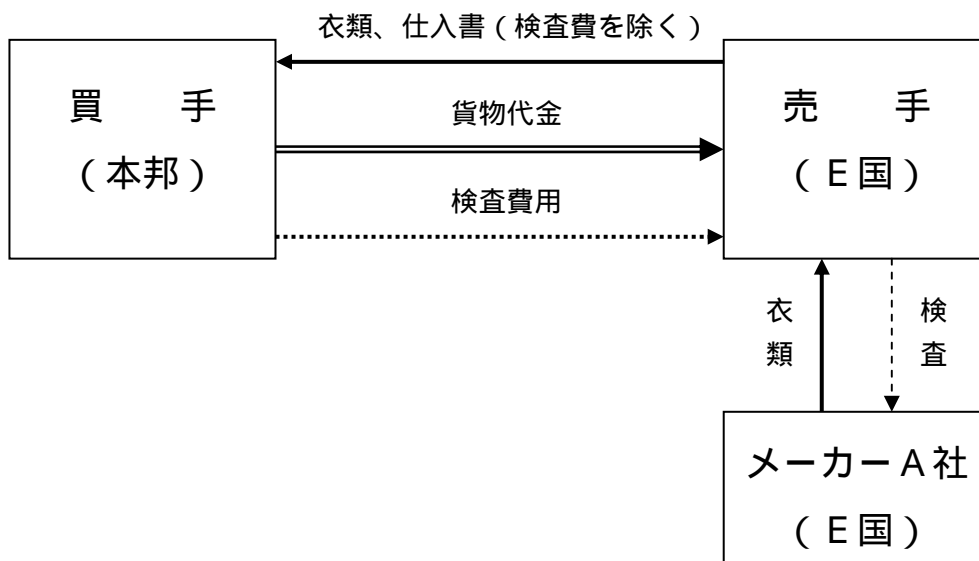 衣類、仕入書(検査費を除く)
買 手
(本邦)
貨物代金
検査費用
売 手
(E国)
衣類
検査
メーカーA社
(E国)